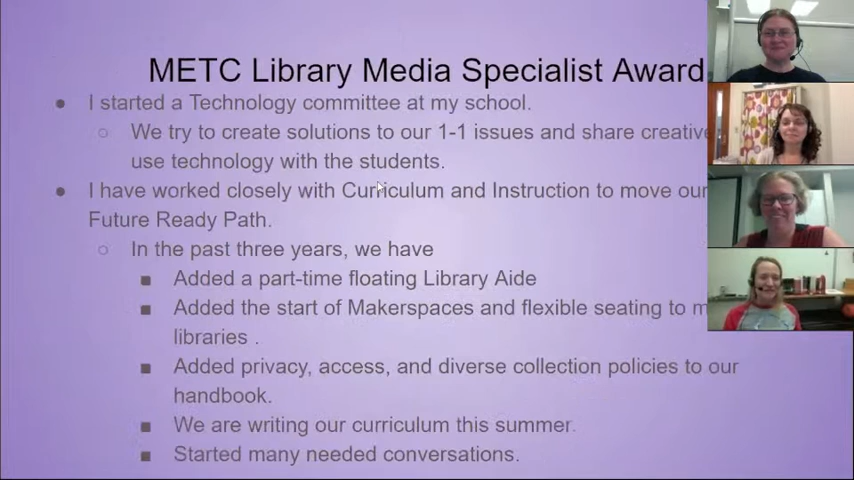 METC Library Media Specialist Award
● I started a Technology committee at my school.
○ We try to create solutions to our 1-1 issues and share creative
use technology with the students.
● I have worked closely with Curriculum and Instruction to move our
Future Ready Path.
○ In the past three years, we have
■ Added a part-time floating Library Aide
■ Added the start of Makerspaces and flexible seating to
libraries .
■ Added privacy, access, and diverse collection policies to our
handbook.
■ We are writing our curriculum this summer.
■ Started many needed conversations.